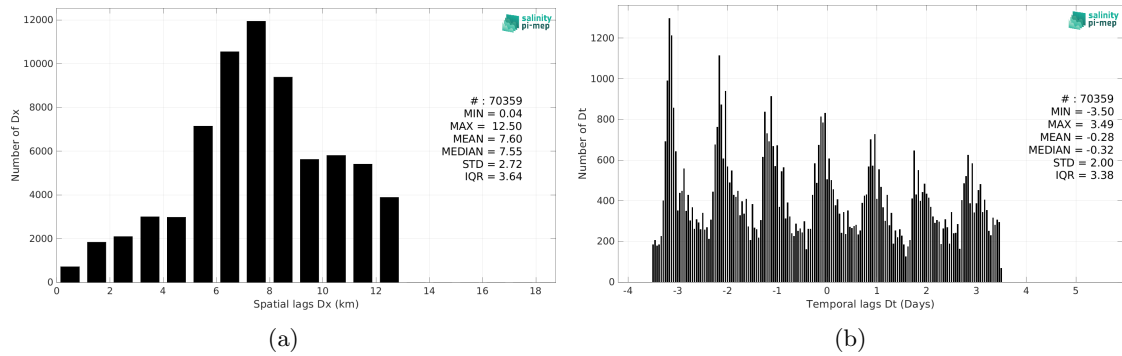 12000
10000
8000
6000
4000
2000
0
Number of Dx
0 2 4 6 8 10 12 14 16 18
Spatial lags Dx (km)
salinity
pi-mep
# : 70359
MIN = 0.04
MAX = 12.50
MEAN = 7.60
MEDIAN = 7.55
STD = 2.72
IQR = 3.64
(a)
1200
1000
800
600
400
200
0
Number of Dt
-4 -3 -2 -1 0 1 2 3 4 5
Temporal lags Dt (Days)
salinity
pi-mep
# : 70359
MIN = -3.50
MAX = 3.49
MEAN = -0.28
MEDIAN = -0.32
STD = 2.00
IQR = 3.38
(b)